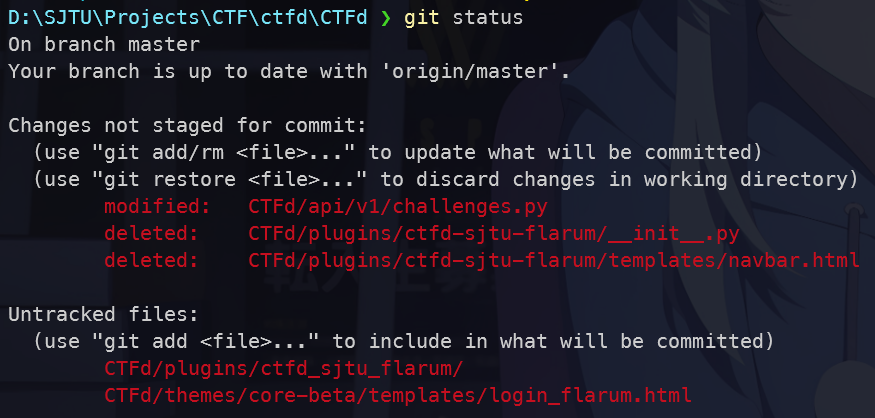 D:\SJTU\Projects\CTF\ctfd\CTFd ❯ git status
On branch master
Your branch is up to date with 'origin/master'.
Changes not staged for commit:
(use "git add/rm <file>..." to update what will be committed)
(use "git restore <file>..." to discard changes in working directory)
modified: CTFd/api/v1/challenges.py
deleted: CTFd/plugins/ctfd-sjtu-flarum/__init__.py
deleted: CTFd/plugins/ctfd-sjtu-flarum/templates/navbar.html
Untracked files:
(use "git add <file>..." to include in what will be committed)
CTFd/plugins/ctfd_sjtu_flarum/
CTFd/themes/core-beta/templates/login_flarum.html